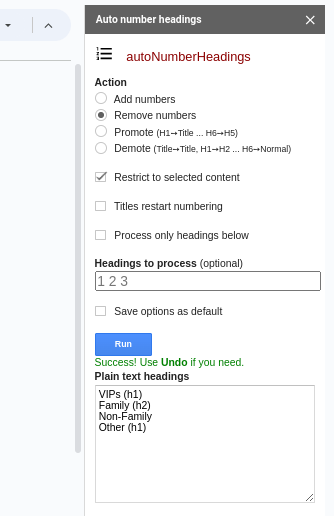 Auto number headings
autoNumberHeadings
Action
Add numbers
Remove numbers
Promote (H1→Title ... H6→H5)
Demote (Title→Title, H1→H2 ... H6→Normal)
Restrict to selected content
Titles restart numbering
Process only headings below
Headings to process (optional)
1 2 3
Save options as default
Run
Success! Use Undo if you need.
Plain text headings
VIPs (h1)
Family (h2)
Non-Family
Other (h1)